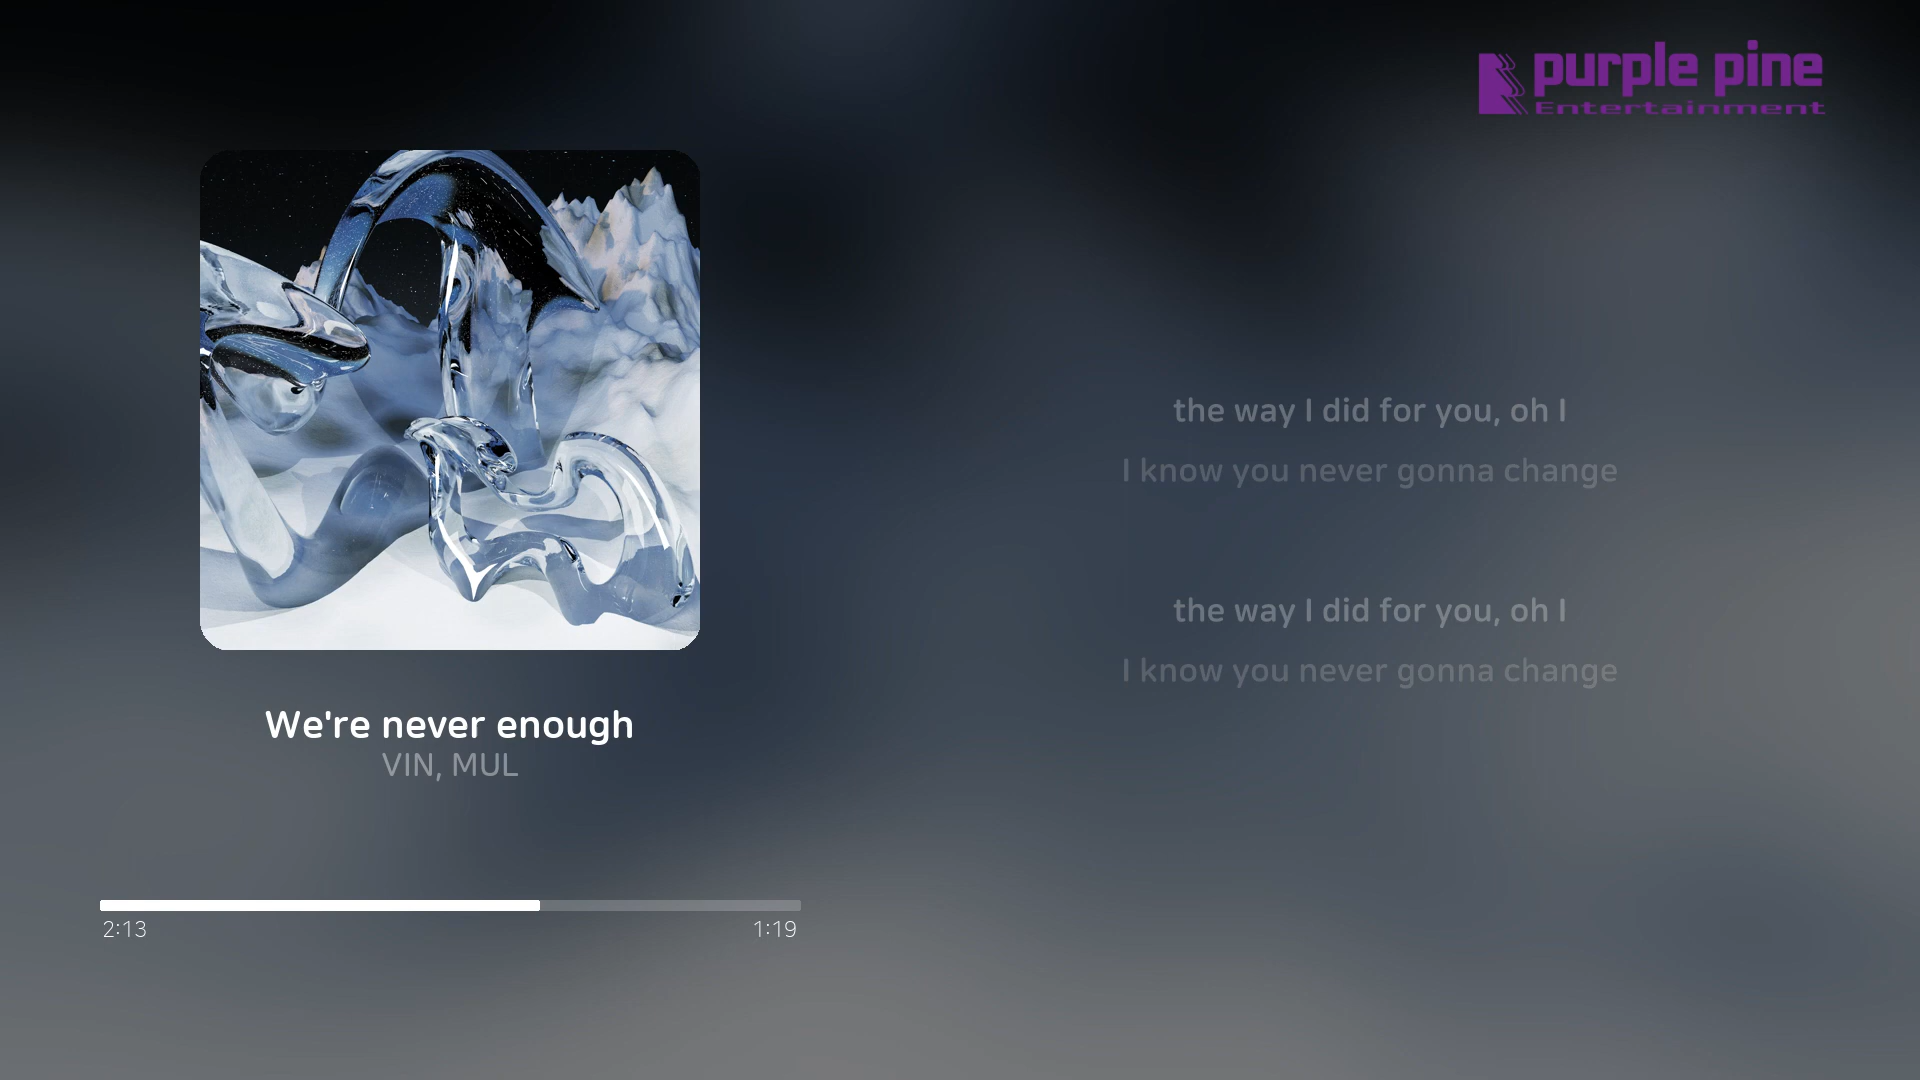 purple pine
Entertainment
the way I did for you, oh I
I know you never gonna change
the way I did for you, oh I
I know you never gonna change
We're never enough
VIN, MUL
2:13
1:19